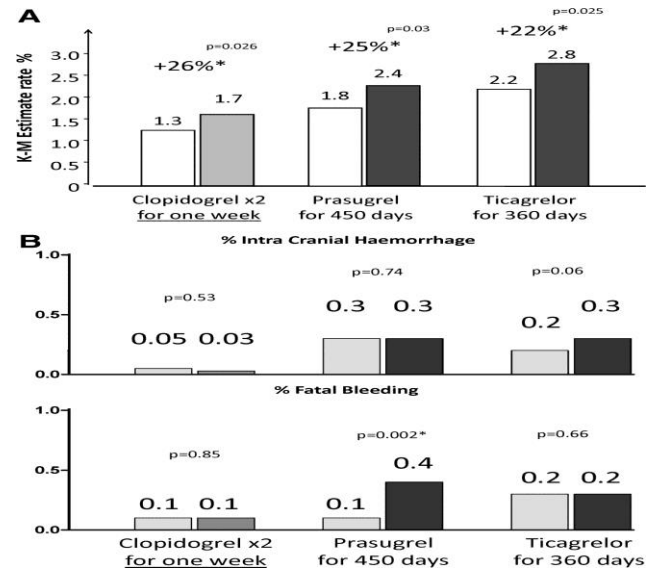 A
K-M Estimate rate %
3.0
2.0
1.5
1.0
0.5
0
+26%*
p=0.026
1.3
1.7
+25%*
p=0.03
1.8
2.4
+22%*
p=0.025
2.2
2.8
Clopidogrel x2
for one week
Prasugrel
for 450 days
Ticagrelor
for 360 days
B
% Intra Cranial Haemorrhage
1.0
0.5
0.0
p=0.53
0.05 0.03
p=0.74
0.3 0.3
p=0.06
0.2 0.3
% Fatal Bleeding
1.0
0.5
0.0
p=0.85
0.1 0.1
p=0.002*
0.1 0.4
p=0.66
0.2 0.2
Clopidogrel x2
for one week
Prasugrel
for 450 days
Ticagrelor
for 360 days